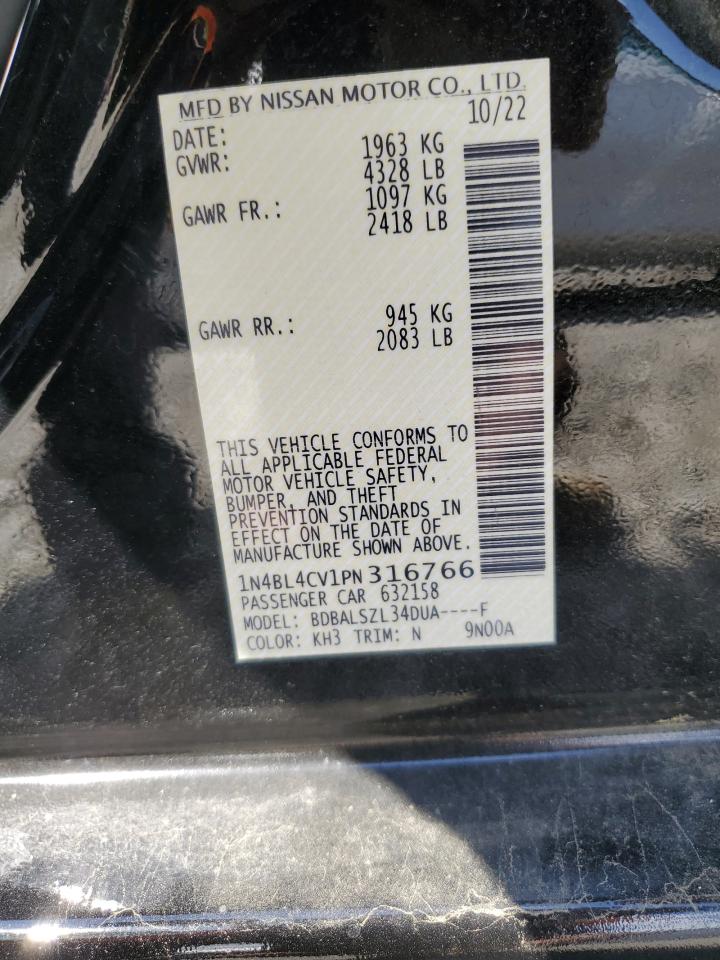 MFD BY NISSAN MOTOR CO., LTD.
DATE: 10/22
GVWR: 1963 KG
4328 LB
GAWR FR.: 1097 KG
2418 LB
GAWR RR.: 945 KG
2083 LB
THIS VEHICLE CONFORMS TO
ALL APPLICABLE FEDERAL
MOTOR VEHICLE SAFETY,
BUMPER, AND THEFT
PREVENTION STANDARDS IN
EFFECT ON THE DATE OF
MANUFACTURE SHOWN ABOVE.
1N4BL4CV1PN316766
PASSENGER CAR 632158
MODEL: BDBALSZL34DUA----F
COLOR: KH3 TRIM: N 9N00A